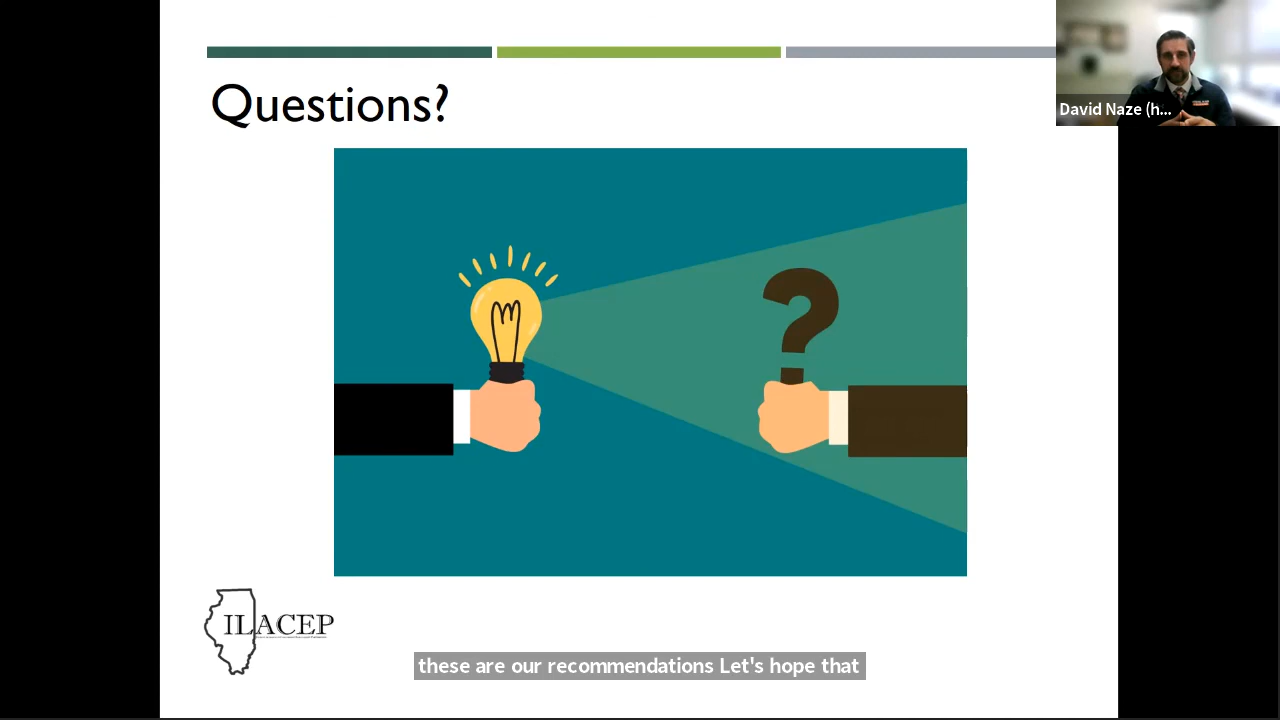 Questions?
David Naze (h...
ILACEP
these are our recommendations Let's hope that